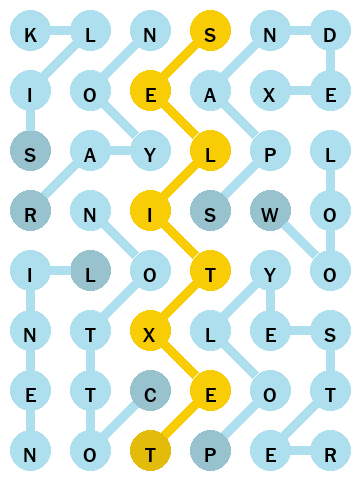 K L N S N D
I O E A X E
S A Y L P L
R N I S W O
I L O T Y O
N T X L E S
E T C E O T
N O T P E R